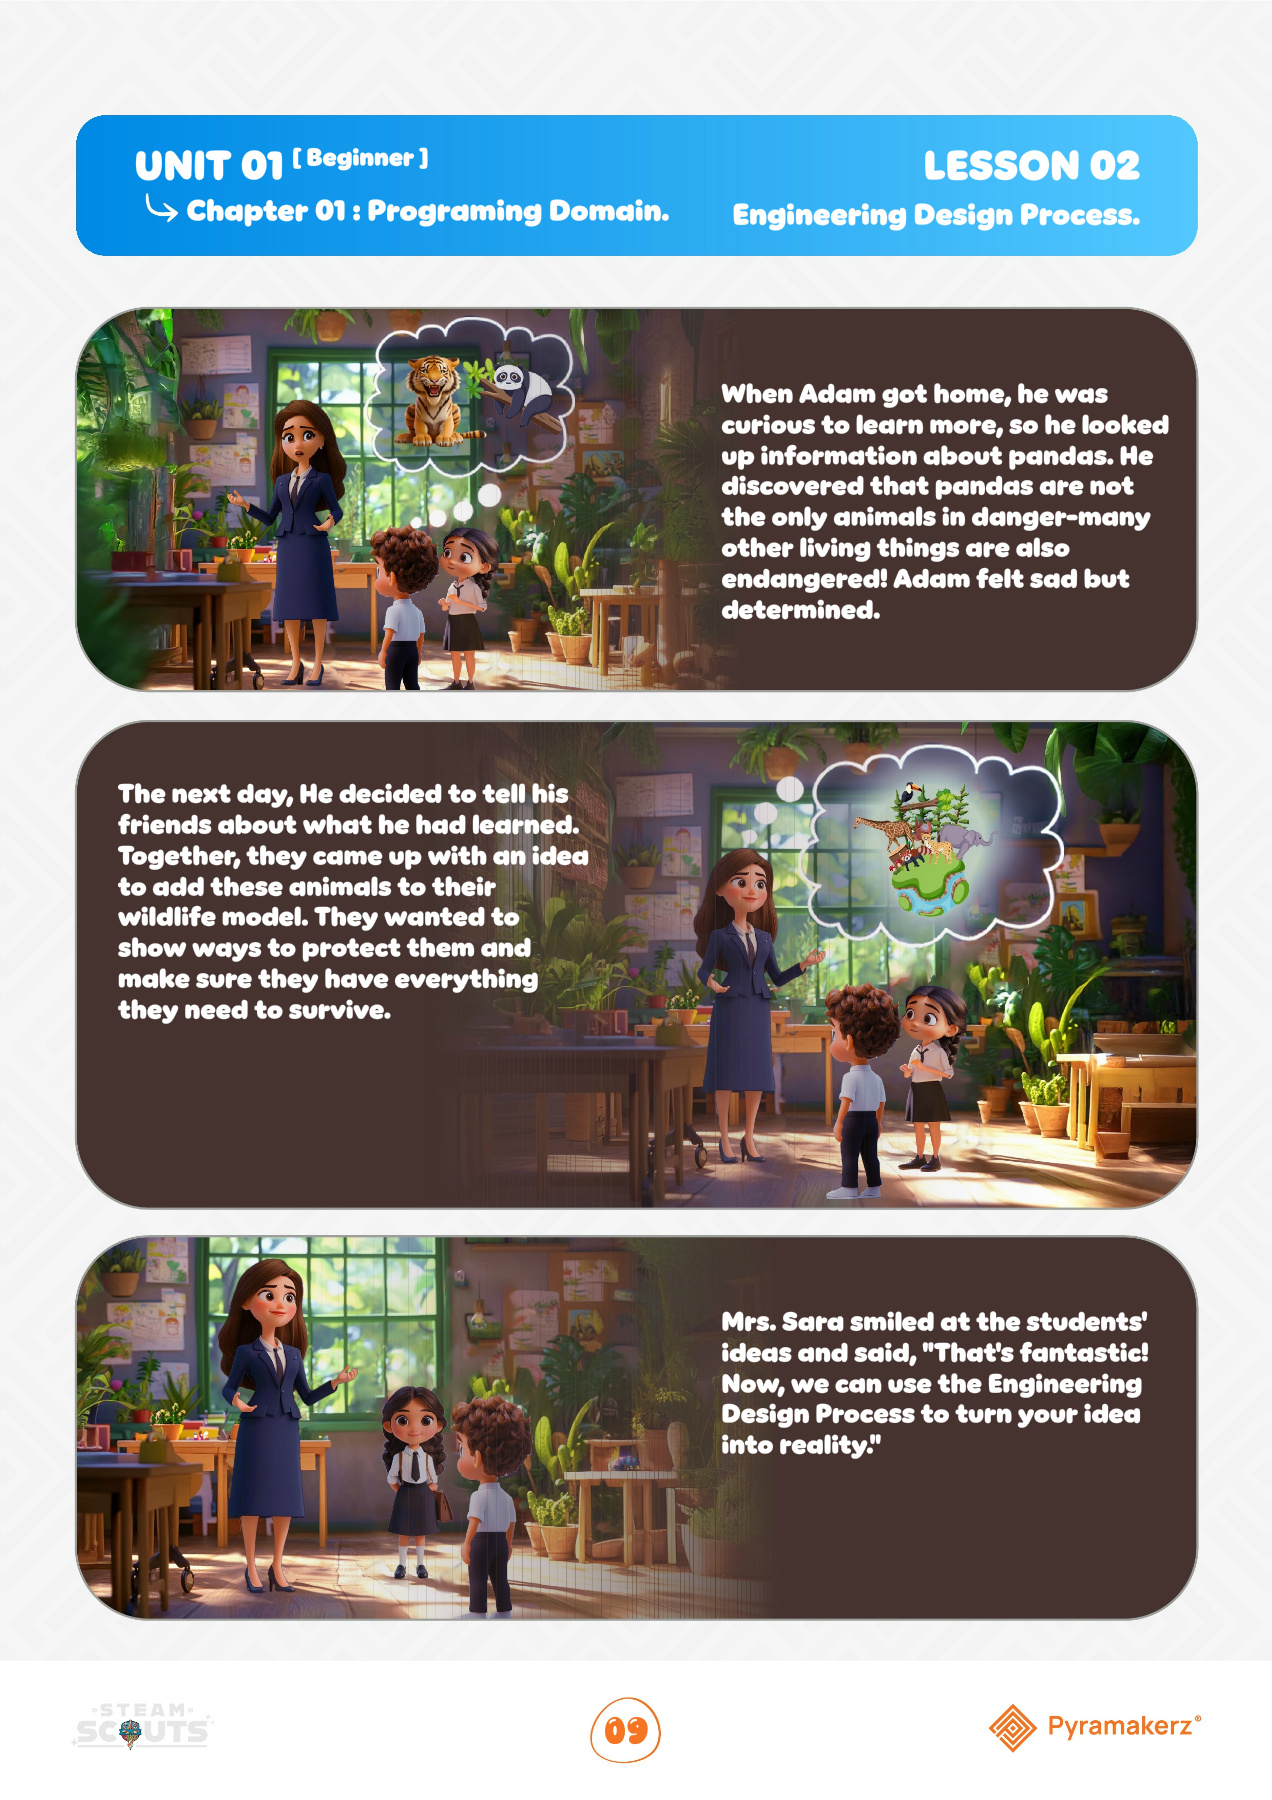 UNIT 01 [ Beginner ]
Chapter 01 : Programing Domain.
LESSON 02
Engineering Design Process.
When Adam got home, he was
curious to learn more, so he looked
up information about pandas. He
discovered that pandas are not
the only animals in danger-many
other living things are also
endangered! Adam felt sad but
determined.
The next day, He decided to tell his
friends about what he had learned.
Together, they came up with an idea
to add these animals to their
wildlife model. They wanted to
show ways to protect them and
make sure they have everything
they need to survive.
Mrs. Sara smiled at the students'
ideas and said, "That's fantastic!
Now, we can use the Engineering
Design Process to turn your idea
into reality."
STEAM
SCOUTS
09
Pyramakerz®